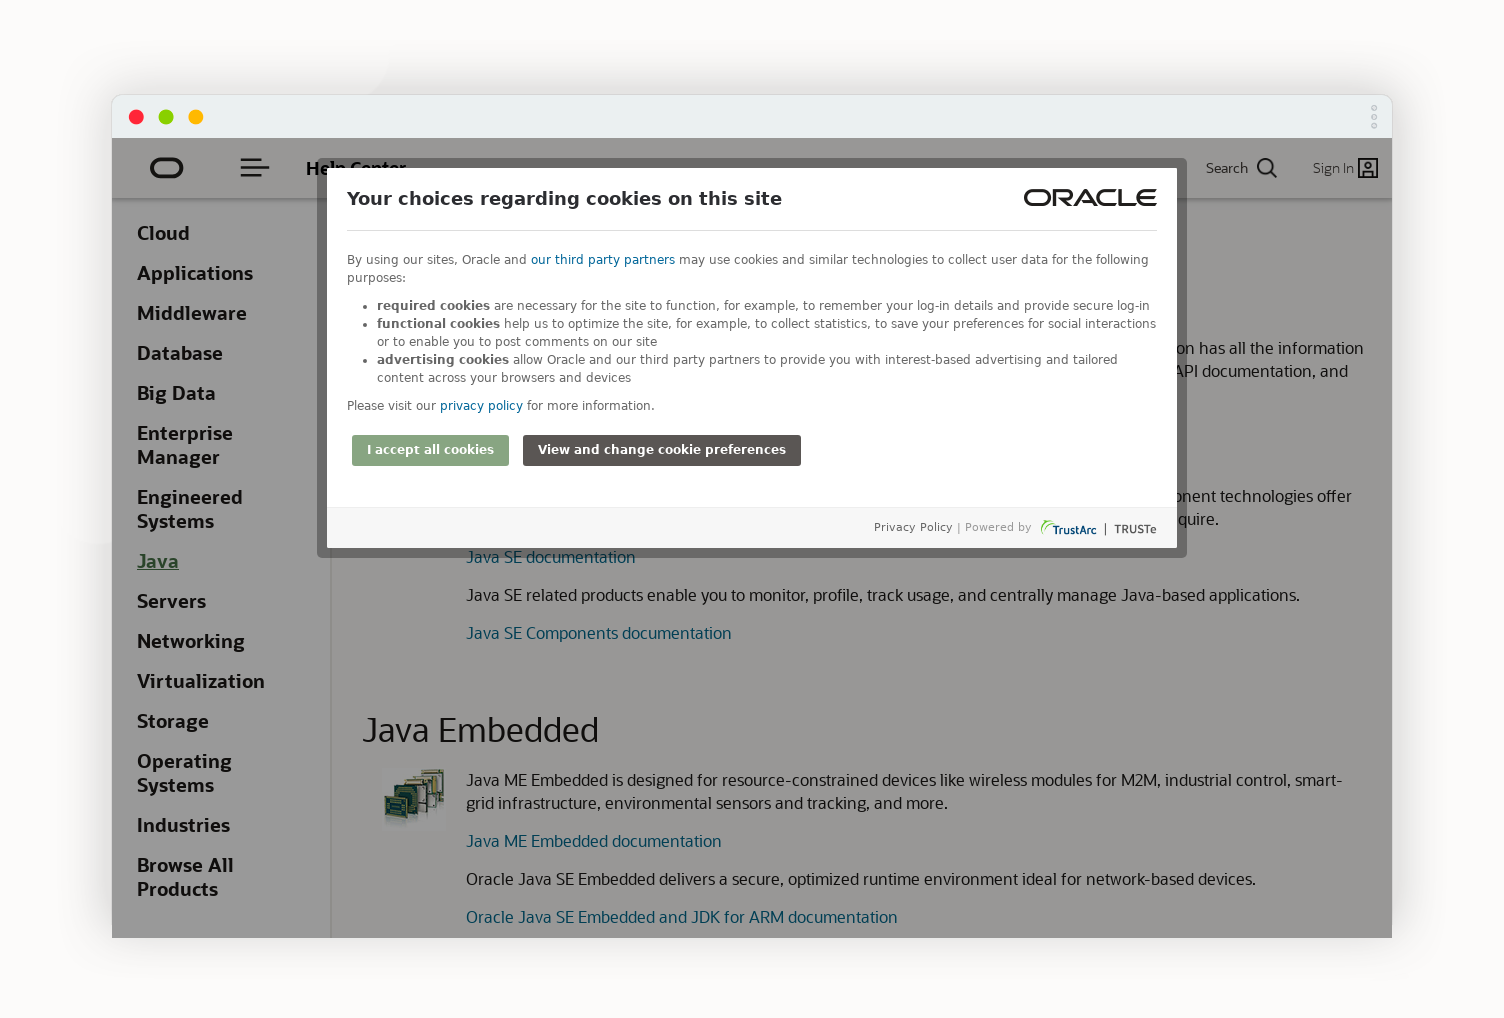 Help Center
Search
Sign In
Your choices regarding cookies on this site
ORACLE
By using our sites, Oracle and our third party partners may use cookies and similar technologies to collect user data for the following
purposes:
required cookies are necessary for the site to function, for example, to remember your log-in details and provide secure log-in
functional cookies help us to optimize the site, for example, to collect statistics, to save your preferences for social interactions
or to enable you to post comments on our site
advertising cookies allow Oracle and our third party partners to provide you with interest-based advertising and tailored
content across your browsers and devices
Please visit our privacy policy for more information.
I accept all cookies
View and change cookie preferences
Privacy Policy | Powered by TrustArc | TRUSTe
Cloud
Applications
Middleware
Database
Big Data
Enterprise
Manager
Engineered
Systems
Java
Servers
Networking
Virtualization
Storage
Operating
Systems
Industries
Browse All
Products
has all the information
API documentation, and
technologies offer
Java SE documentation
Java SE related products enable you to monitor, profile, track usage, and centrally manage Java-based applications.
Java SE Components documentation
Java Embedded
Java ME Embedded is designed for resource-constrained devices like wireless modules for M2M, industrial control, smart-
grid infrastructure, environmental sensors and tracking, and more.
Java ME Embedded documentation
Oracle Java SE Embedded delivers a secure, optimized runtime environment ideal for network-based devices.
Oracle Java SE Embedded and JDK for ARM documentation